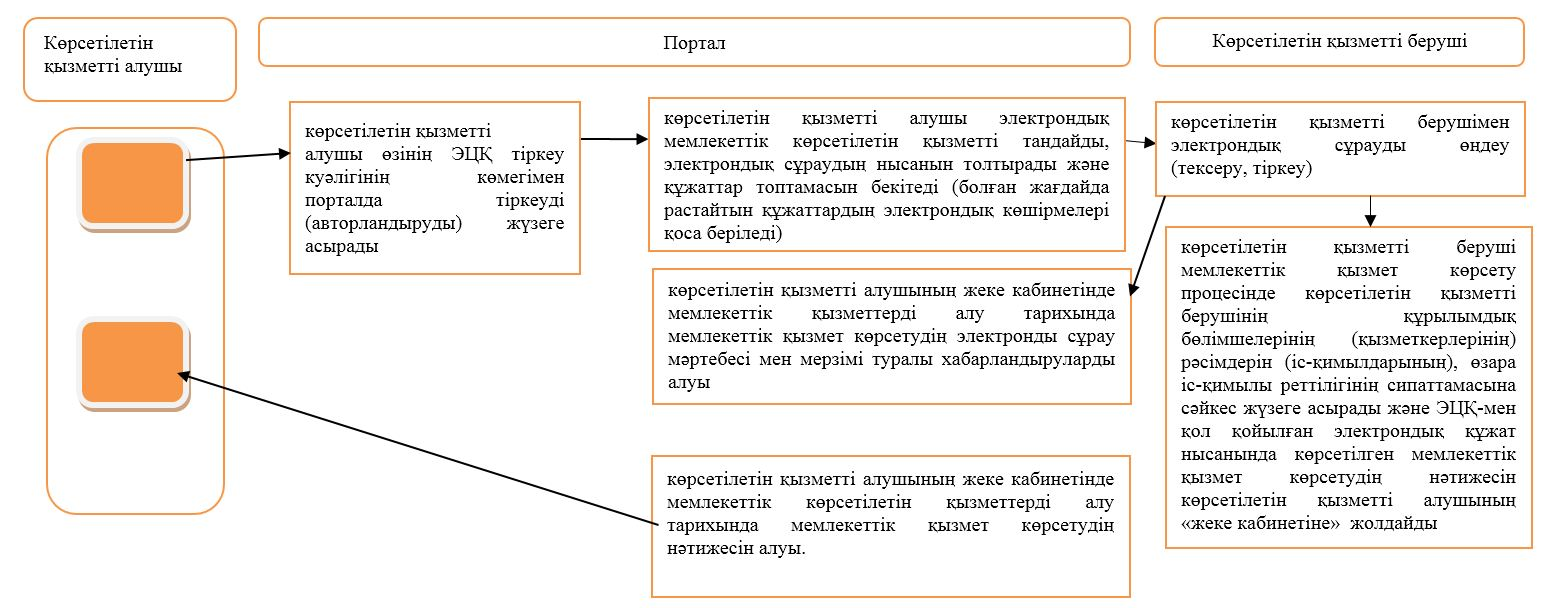 Көрсетілетін
қызметті алушы
Портал
Көрсетілетін қызметті беруші
көрсетілетін қызметті
алушы өзінің ЭЦҚ тіркеу
куәлігінің көмегімен
порталда тіркеуді
(авторландыруды) жүзеге
асырады
көрсетілетін қызметті алушы электрондық
мемлекеттік көрсетілетін қызметті таңдайды,
электрондық сұраудың нысанын толтырады және
құжаттар топтамасын бекітеді (болған жағдайда
растайтын құжаттардың электрондық көшірмелері
қоса беріледі)
көрсетілетін қызметті берушімен
электрондық сұрауды өңдеу
(тексеру, тіркеу)
көрсетілетін қызметті алушының жеке кабинетінде
мемлекеттік қызметтерді алу тарихында
мемлекеттік қызмет көрсетудің электронды сұрау
мәртебесі мен мерзімі туралы хабарландыруларды
алуы
көрсетілетін қызметті беруші
мемлекеттік қызмет көрсету
процесінде көрсетілетін қызметті
берушінің құрылымдық
бөлімшелерінің (қызметкерлерінің)
рәсімдерін (іс-қимылдарының), өзара
іс-қимылы реттілігінің сипаттамасына
сәйкес жүзеге асырады және ЭЦҚ-мен
қол қойылған электрондық құжат
нысанында көрсетілген мемлекеттік
қызмет көрсетудің нәтижесін
көрсетілетін қызметті алушының
«жеке кабинетіне» жолдайды
көрсетілетін қызметті алушының жеке кабинетінде
мемлекеттік көрсетілетін қызметтерді алу
тарихында мемлекеттік қызмет көрсетудің
нәтижесін алуы.